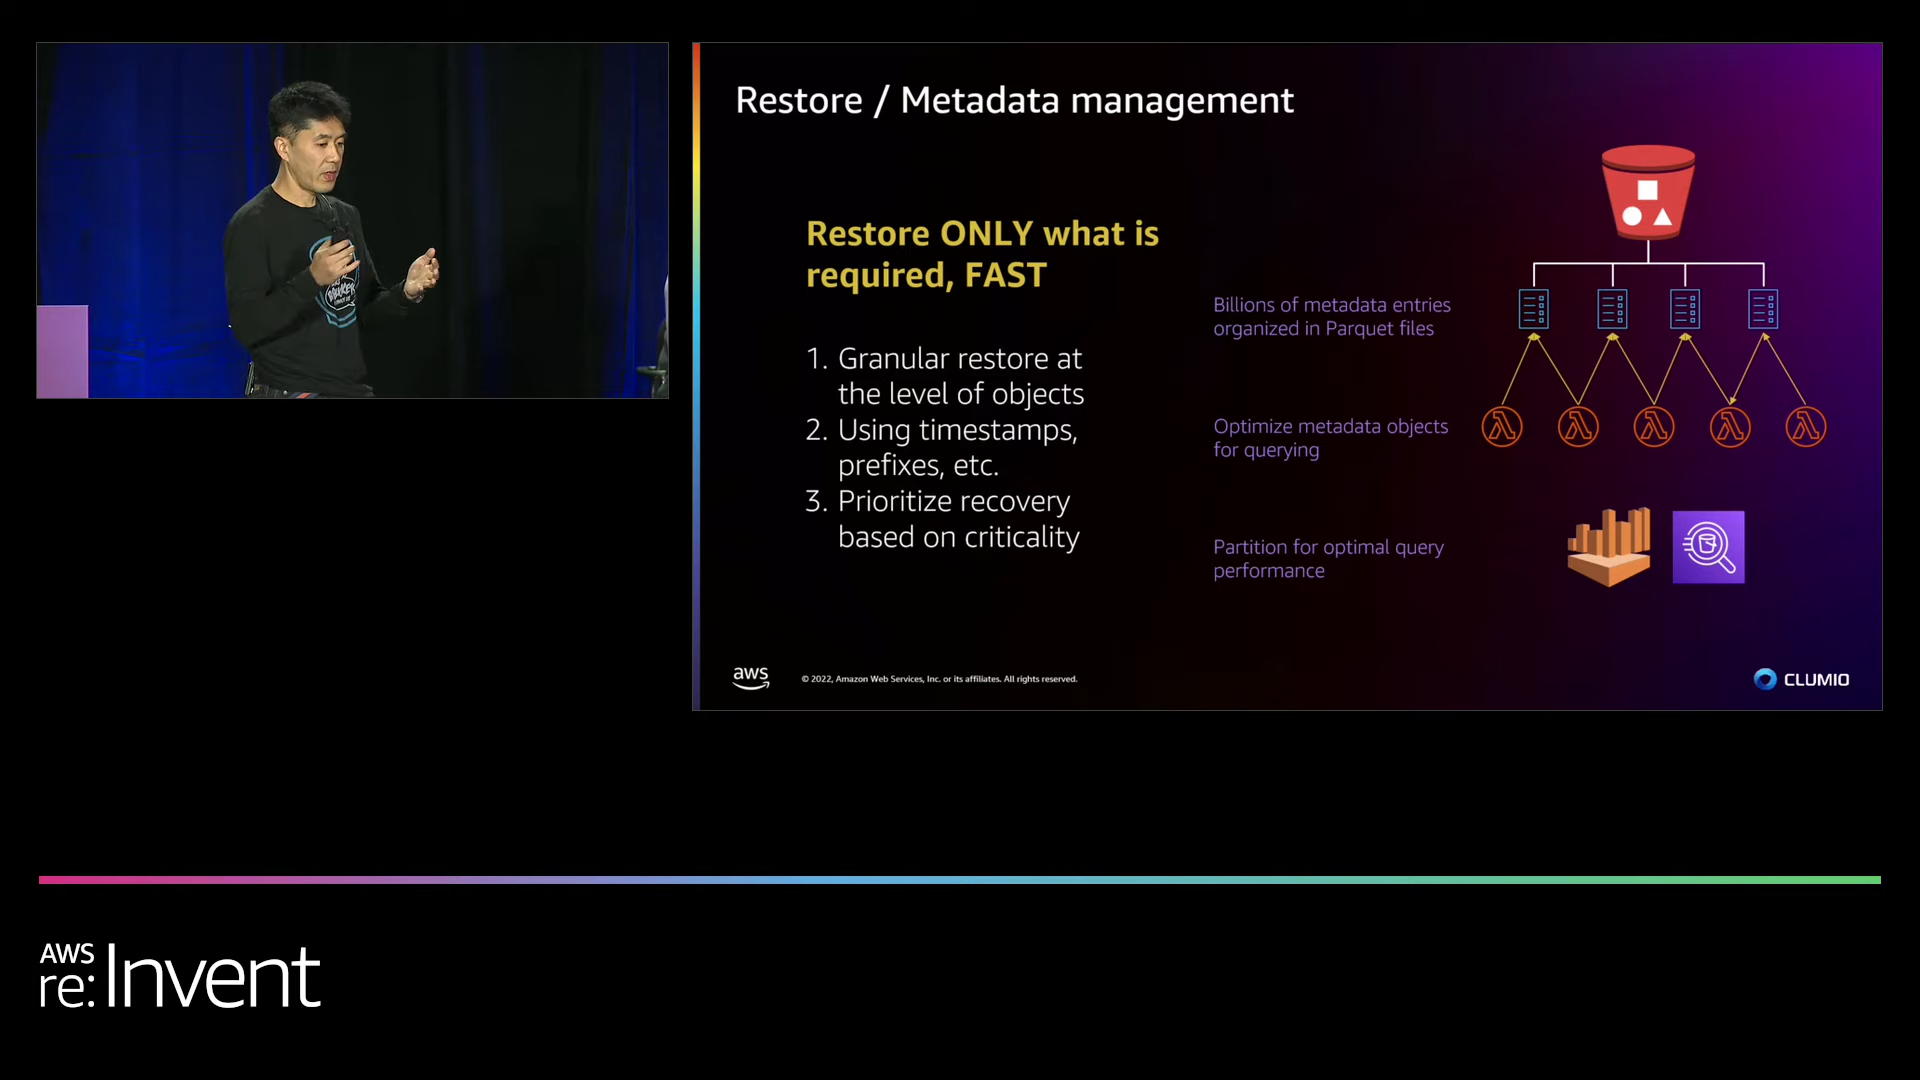 Restore / Metadata management
Restore ONLY what is
required, FAST
1. Granular restore at
the level of objects
2. Using timestamps,
prefixes, etc.
3. Prioritize recovery
based on criticality
Billions of metadata entries
organized in Parquet files
Optimize metadata objects
for querying
Partition for optimal query
performance
aws
© 2022, Amazon Web Services, Inc. or its affiliates. All rights reserved.
CLUMIO
AWS
re:Invent